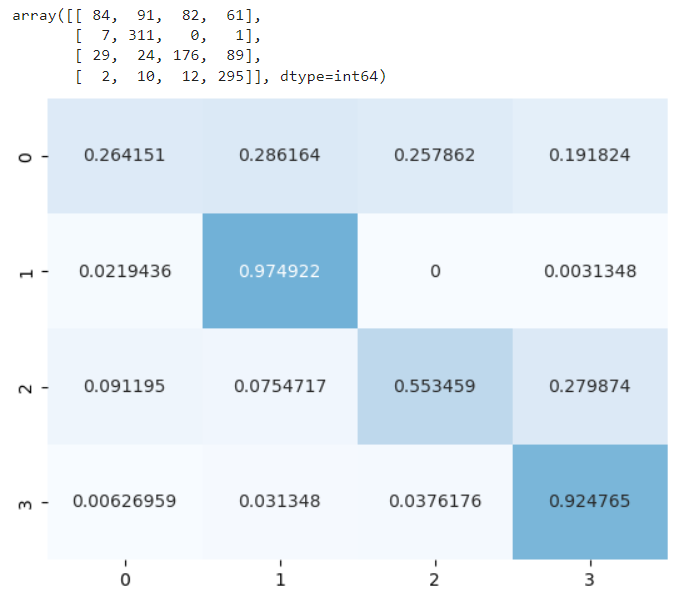 array([[ 84,  91,  82,  61],
       [  7, 311,   0,   1],
       [ 29,  24, 176,  89],
       [  2,  10,  12, 295]], dtype=int64)
0 0.264151 0.286164 0.257862 0.191824
1 0.0219436 0.974922 0 0.0031348
2 0.091195 0.0754717 0.553459 0.279874
3 0.00626959 0.031348 0.0376176 0.924765
0 1 2 3